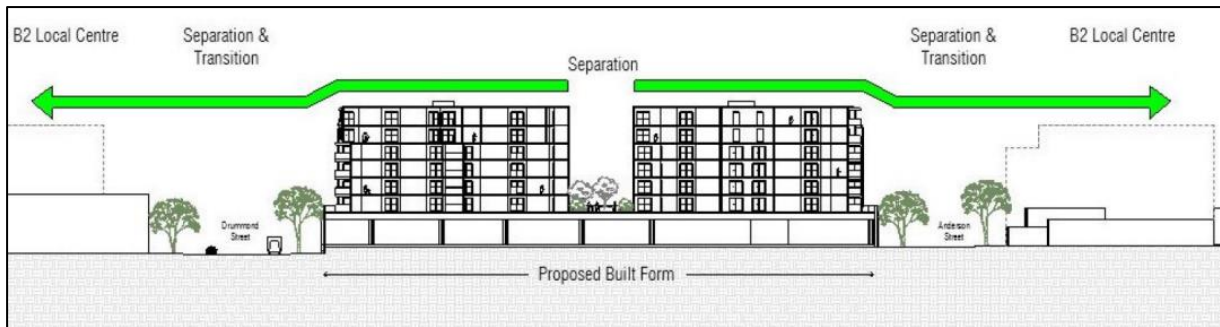 B2 Local Centre
Separation &
Transition
Separation
Separation &
Transition
B2 Local Centre
Drummond
Street
Anderson
Street
Proposed Built Form